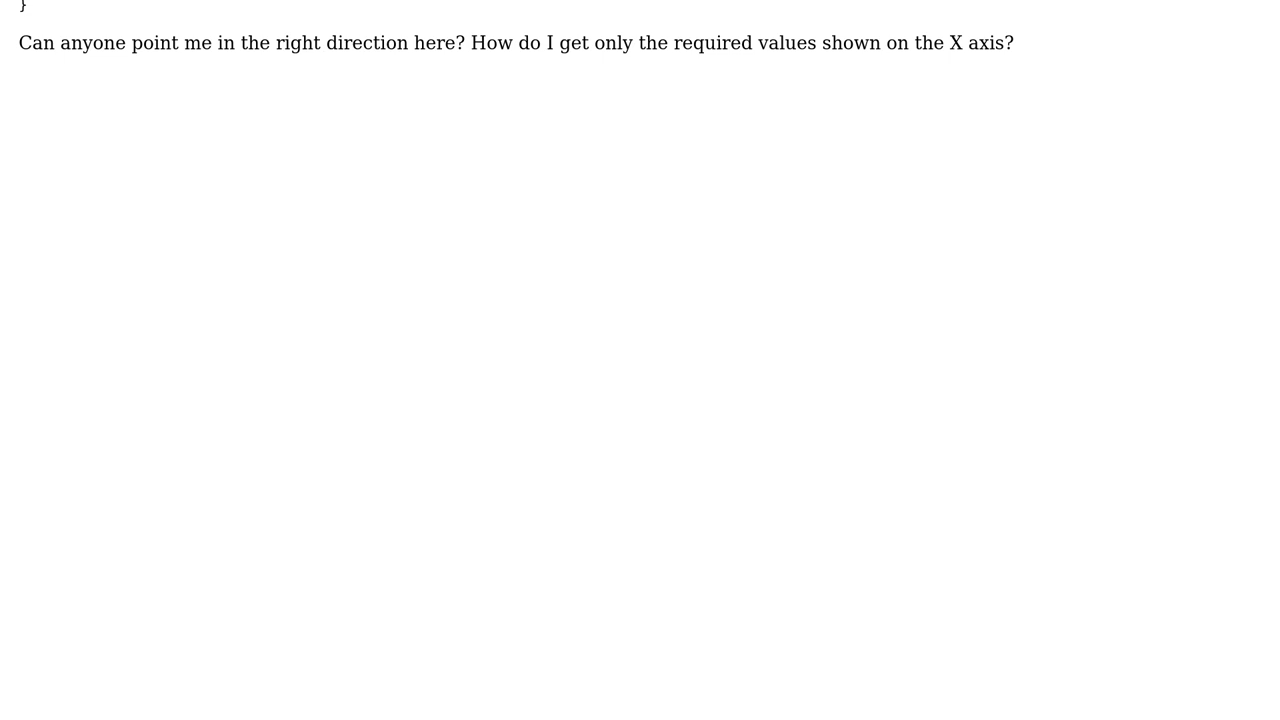 }
Can anyone point me in the right direction here? How do I get only the required values shown on the X axis?